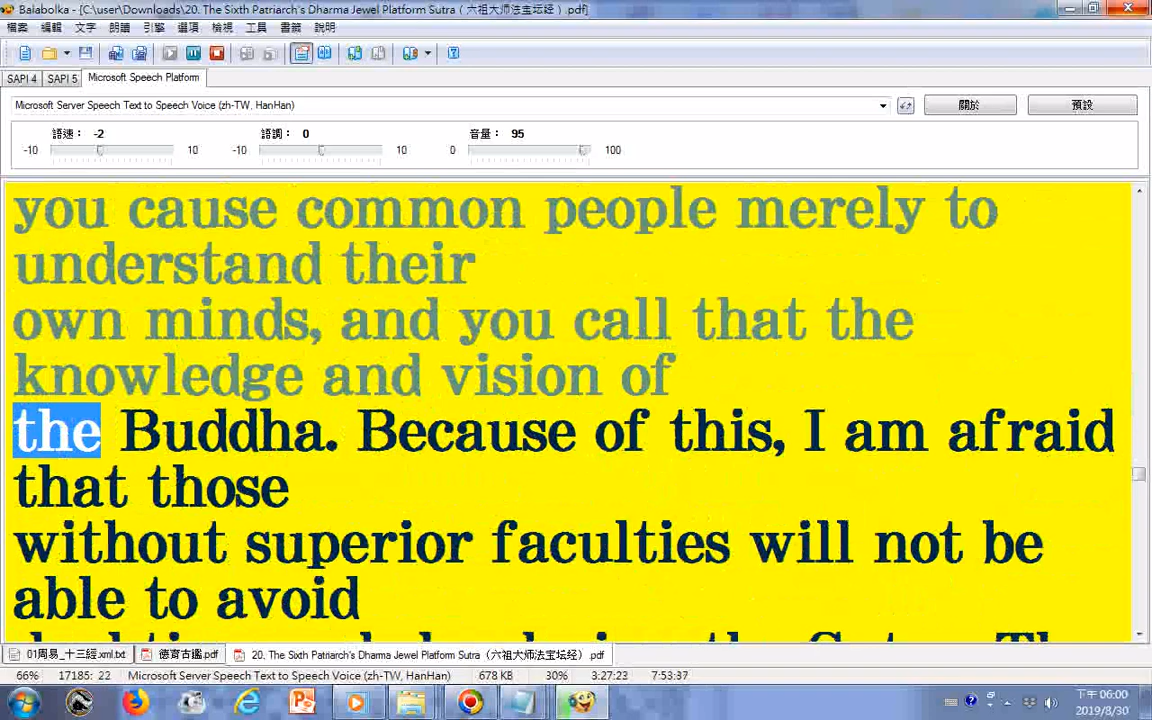 Balabolka - [C:\user\Downloads\20. The Sixth Patriarch's Dharma Jewel Platform Sutra（六祖大师法宝坛经）.pdf]
檔案 編輯 文字 朗讀 引擎 選項 檢視 工具 書籤 說明
SAPI 4 SAPI 5 Microsoft Speech Platform
Microsoft Server Speech Text to Speech Voice (zh-TW, HanHan) 關於 預設
語速： -2 語調： 0 音量： 95
-10 10 -10 10 0 100
you cause common people merely to
understand their
own minds, and you call that the
knowledge and vision of
the Buddha. Because of this, I am afraid
that those
without superior faculties will not be
able to avoid
01周易_十三經.xml.txt 德育古鑑.pdf 20. The Sixth Patriarch's Dharma Jewel Platform Sutra（六祖大师法宝坛经）.pdf
66% 17185: 22 Microsoft Server Speech Text to Speech Voice (zh-TW, HanHan) 678 KB 30% 3:27:23 7:53:37
下午 06:00
2019/8/30